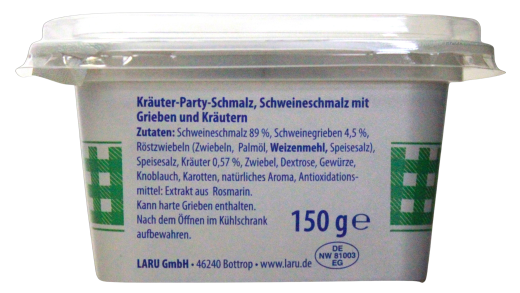 Kräuter-Party-Schmalz, Schweineschmalz mit
Grieben und Kräutern
Zutaten: Schweineschmalz 89 %, Schweinegrieben 4,5 %,
Röstzwiebeln (Zwiebeln, Palmöl, Weizenmehl, Speisesalz),
Speisesalz, Kräuter 0,57 %, Zwiebel, Dextrose, Gewürze,
Knoblauch, Karotten, natürliches Aroma, Antioxidations-
mittel: Extrakt aus Rosmarin.
Kann harte Grieben enthalten.
Nach dem Öffnen im Kühlschrank
aufbewahren.
150 g ℮
LARU GmbH • 46240 Bottrop • www.laru.de
DE
NW 81003
EG